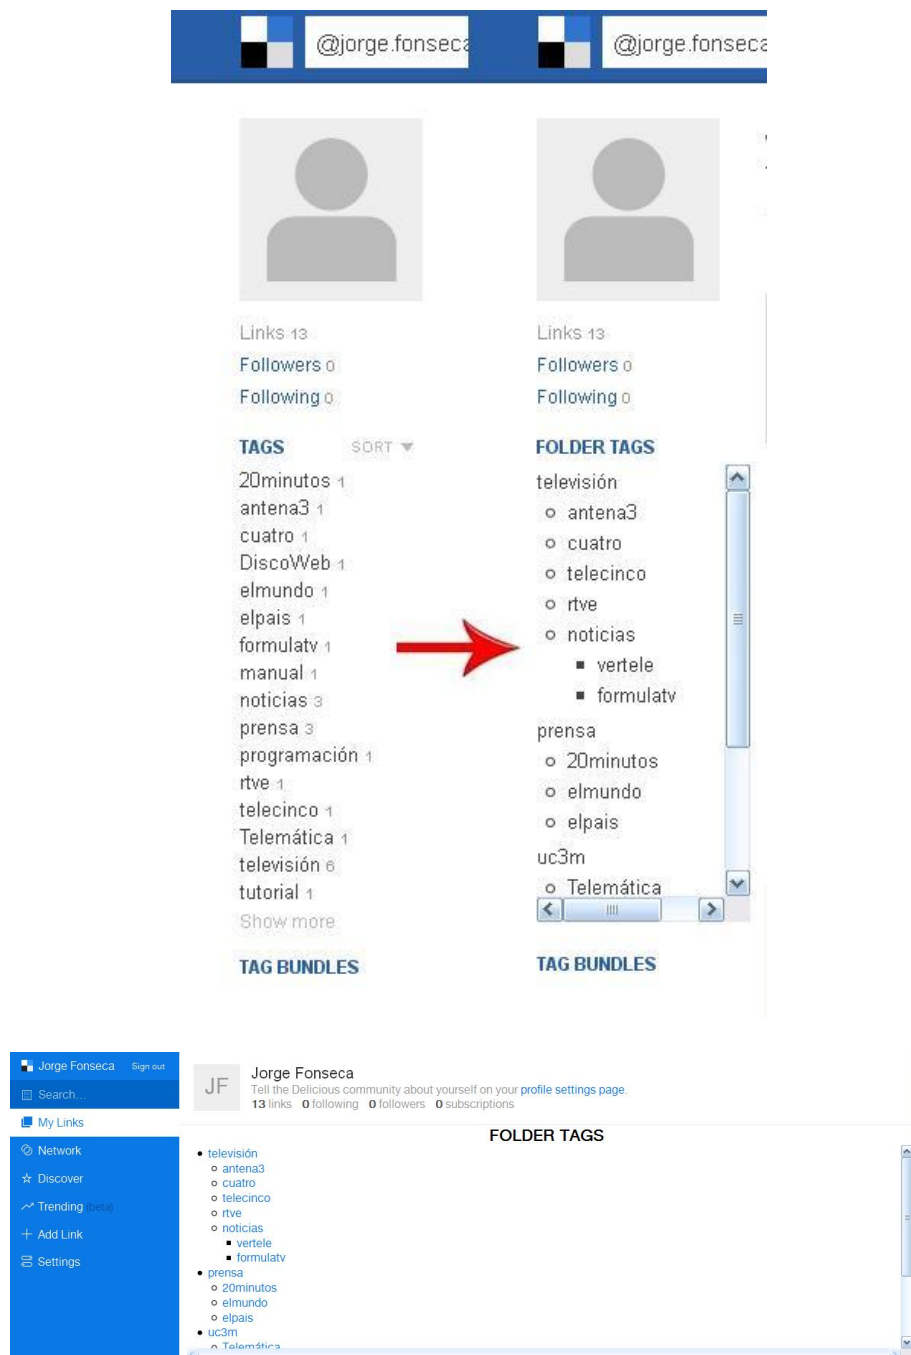 @jorge.fonseca
Links 13
Followers 0
Following 0
TAGS SORT
20minutos 1
antena3 1
cuatro 1
DiscoWeb 1
elmundo 1
elpais 1
formulatv 1
manual 1
noticias 3
prensa 3
programación 1
rtve 1
telecinco 1
Telemática 1
televisión 6
tutorial 1
Show more
TAG BUNDLES
@jorge.fonseca
Links 13
Followers 0
Following 0
FOLDER TAGS
televisión
antena3
cuatro
telecinco
rtve
noticias
vertele
formulatv
prensa
20minutos
elmundo
elpais
uc3m
Telemática
TAG BUNDLES
Jorge Fonseca Sign out
Search...
My Links
Network
Discover
Trending (beta)
Add Link
Settings
JF
Jorge Fonseca
Tell the Delicious community about yourself on your profile settings page.
13 links 0 following 0 followers 0 subscriptions
FOLDER TAGS
televisión
antena3
cuatro
telecinco
rtve
noticias
vertele
formulatv
prensa
20minutos
elmundo
elpais
uc3m
Telemática